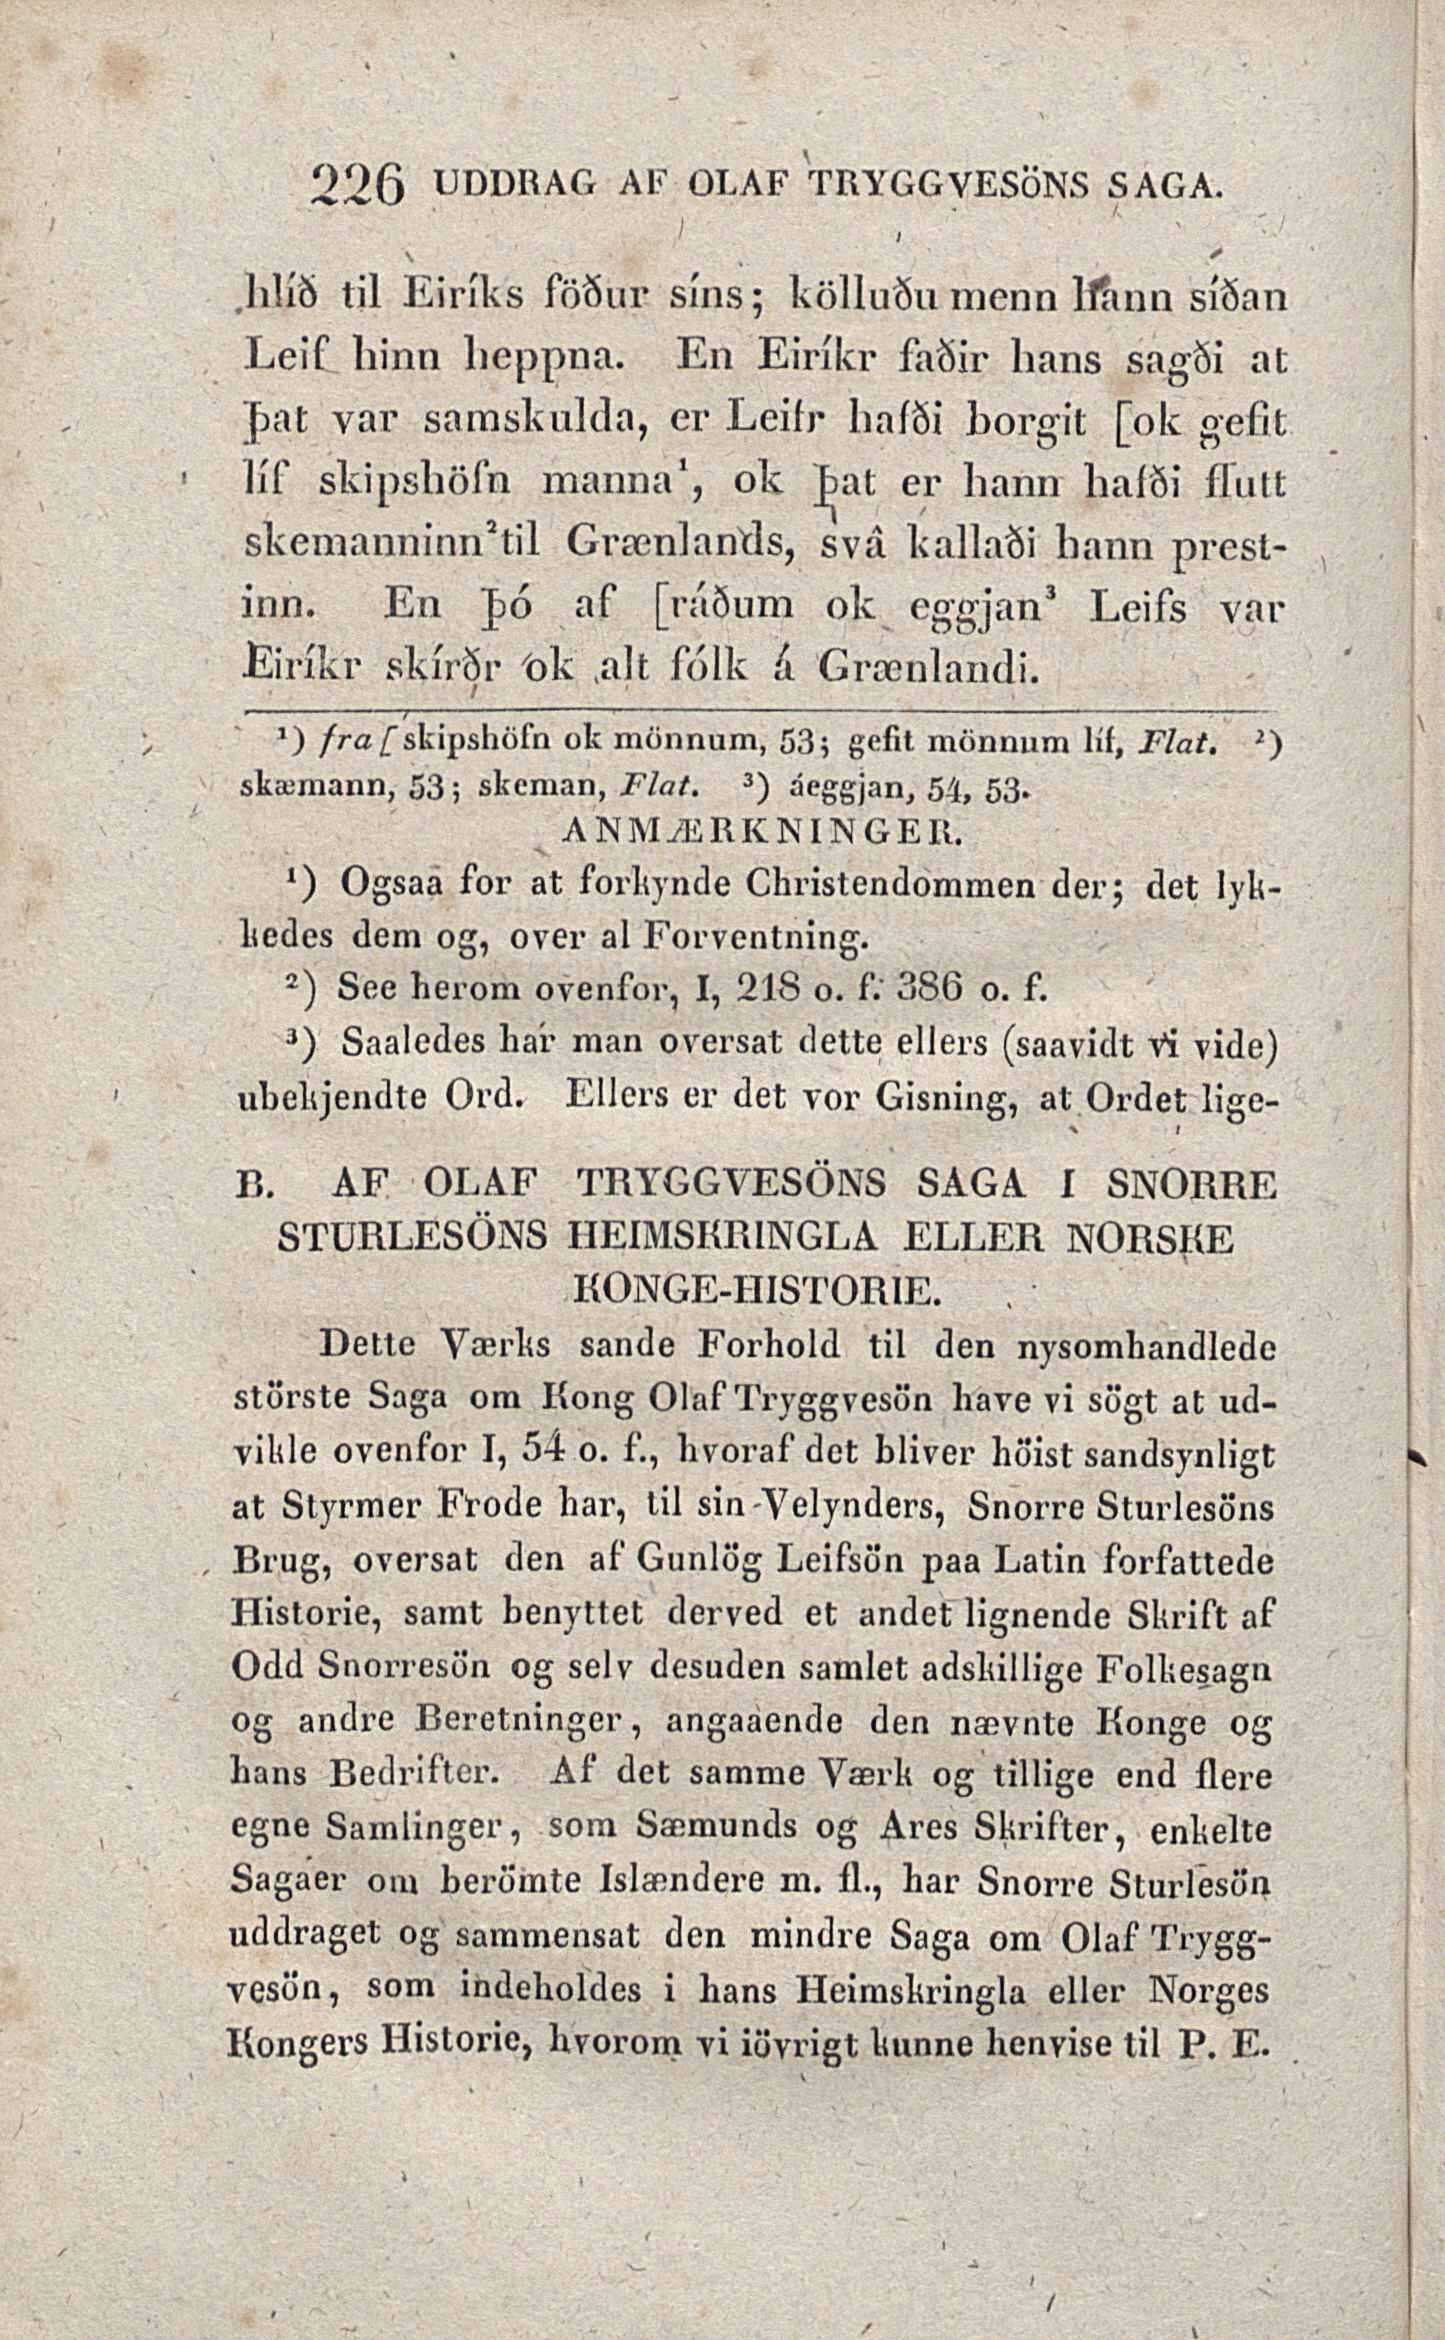 226 UDDRAG AF OLAF TRYGGVESÖNS SAGA.
hlíð til Eiríks föður síns; kölluðu menn hann síðan
Leif hinn heppna. En Eiríkr faðir hans sagði at
þat var samskulda, er Leifr hafði borgit [ok gefit
líf skipshöfn manna¹, ok þat er hann hafði flutt
skemanninn² til Grænlands, svâ kallaði hann prest-
inn. En þó af [ráðum ok eggjan³ Leifs var
Eiríkr skírðr ok alt fólk á Grænlandi.
¹) fra [ skipshöfn ok mönnum, 53; gefit mönnum líf, Flat. ²)
skæmann, 53; skeman, Flat. ³) áeggjan, 54, 53.
ANMÆRKNINGER.
¹) Ogsaa for at forkynde Christendommen der; det lyk-
kedes dem og, over al Forventning.
²) See herom ovenfor, I, 218 o. f. 386 o. f.
³) Saaledes har man oversat dette ellers (saavidt vi vide)
ubekjendte Ord. Ellers er det vor Gisning, at Ordet lige-
B. AF OLAF TRYGGVESÖNS SAGA I SNORRE
STURLESÖNS HEIMSKRINGLA ELLER NORSKE
KONGE-HISTORIE.
Dette Værks sande Forhold til den nysomhandlede
störste Saga om Kong Olaf Tryggvesön have vi sögt at ud-
vikle ovenfor I, 54 o. f., hvoraf det bliver höist sandsynligt
at Styrmer Frode har, til sin Velynders, Snorre Sturlesöns
Brug, oversat den af Gunlög Leifsön paa Latin forfattede
Historie, samt benyttet derved et andet lignende Skrift af
Odd Snorresön og selv desuden samlet adskillige Folkesagn
og andre Beretninger, angaaende den nævnte Konge og
hans Bedrifter. Af det samme Værk og tillige end flere
egne Samlinger, som Sæmunds og Ares Skrifter, enkelte
Sagaer om berömte Islændere m. fl., har Snorre Sturlesön
uddraget og sammensat den mindre Saga om Olaf Trygg-
vesön, som indeholdes i hans Heimskringla eller Norges
Kongers Historie, hvorom vi iövrigt kunne henvise til P. E.